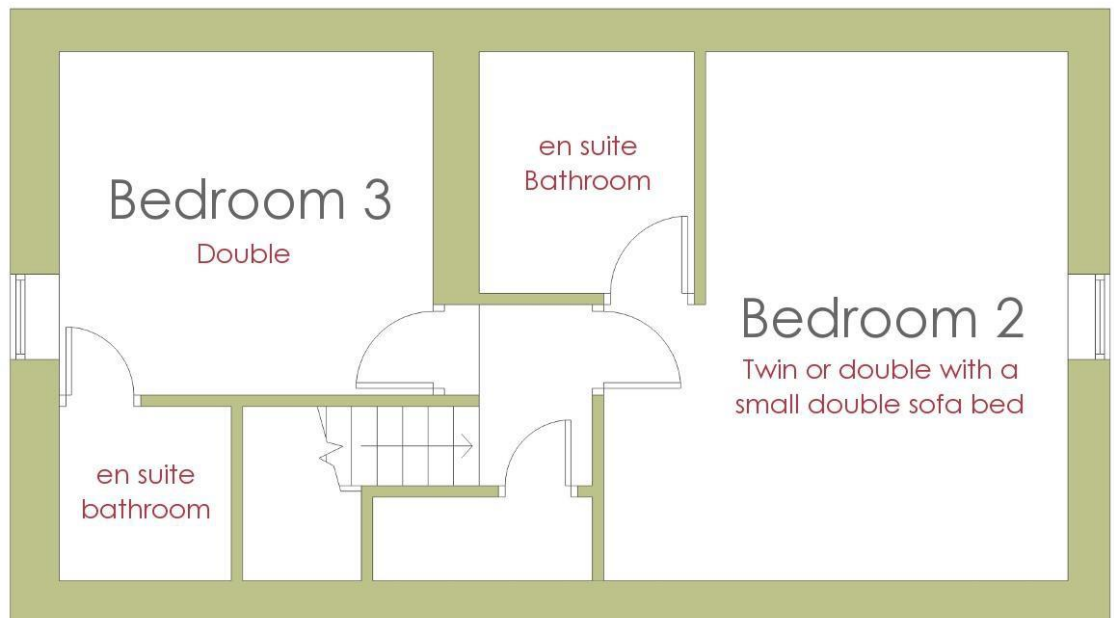 Bedroom 3
Double
en suite
Bathroom
Bedroom 2
Twin or double with a
small double sofa bed
en suite
bathroom